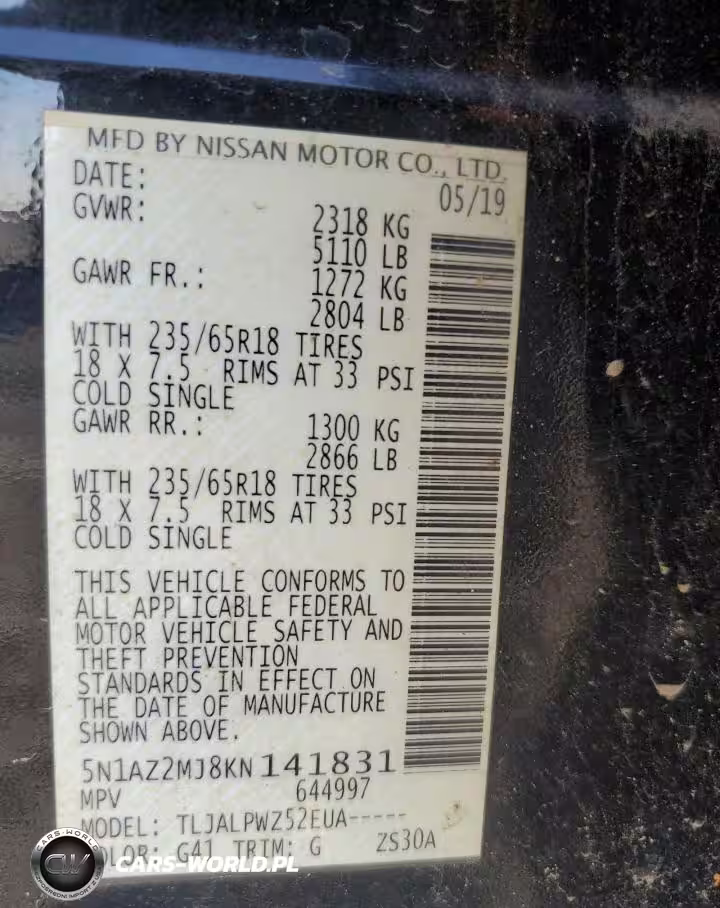 MFD BY NISSAN MOTOR CO., LTD.
DATE: 05/19
GVWR: 2318 KG
5110 LB
GAWR FR.: 1272 KG
2804 LB
WITH 235/65R18 TIRES
18 X 7.5 RIMS AT 33 PSI
COLD SINGLE
GAWR RR.: 1300 KG
2866 LB
WITH 235/65R18 TIRES
18 X 7.5 RIMS AT 33 PSI
COLD SINGLE
THIS VEHICLE CONFORMS TO
ALL APPLICABLE FEDERAL
MOTOR VEHICLE SAFETY AND
THEFT PREVENTION
STANDARDS IN EFFECT ON
THE DATE OF MANUFACTURE
SHOWN ABOVE.
5N1AZ2MJ8KN141831
MPV 644997
MODEL: TLJALPWZ52EUA-----
OLOR: G41 TRIM: G ZS30A
CARS-WORLD
CW
CARS-WORLD.PL